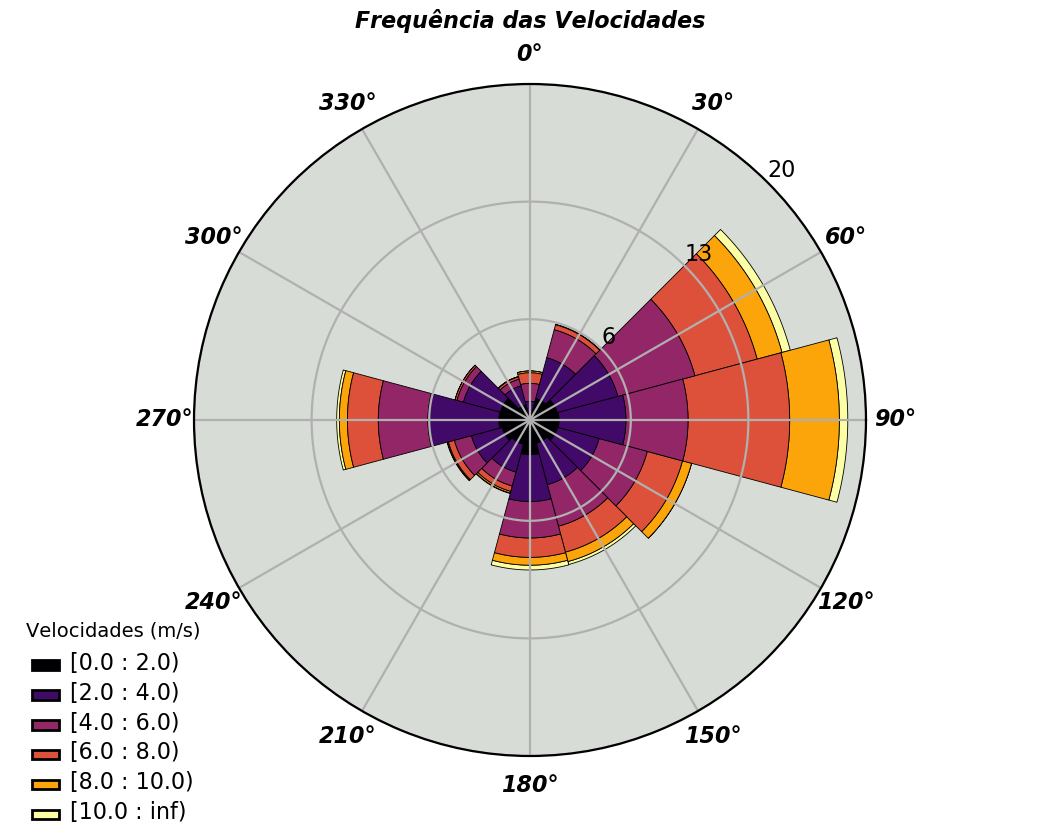 Frequência das Velocidades
0°
330°
30°
20
300°
60°
13
6
270°
90°
240°
120°
210°
150°
180°
Velocidades (m/s)
[0.0 : 2.0)
[2.0 : 4.0)
[4.0 : 6.0)
[6.0 : 8.0)
[8.0 : 10.0)
[10.0 : inf)